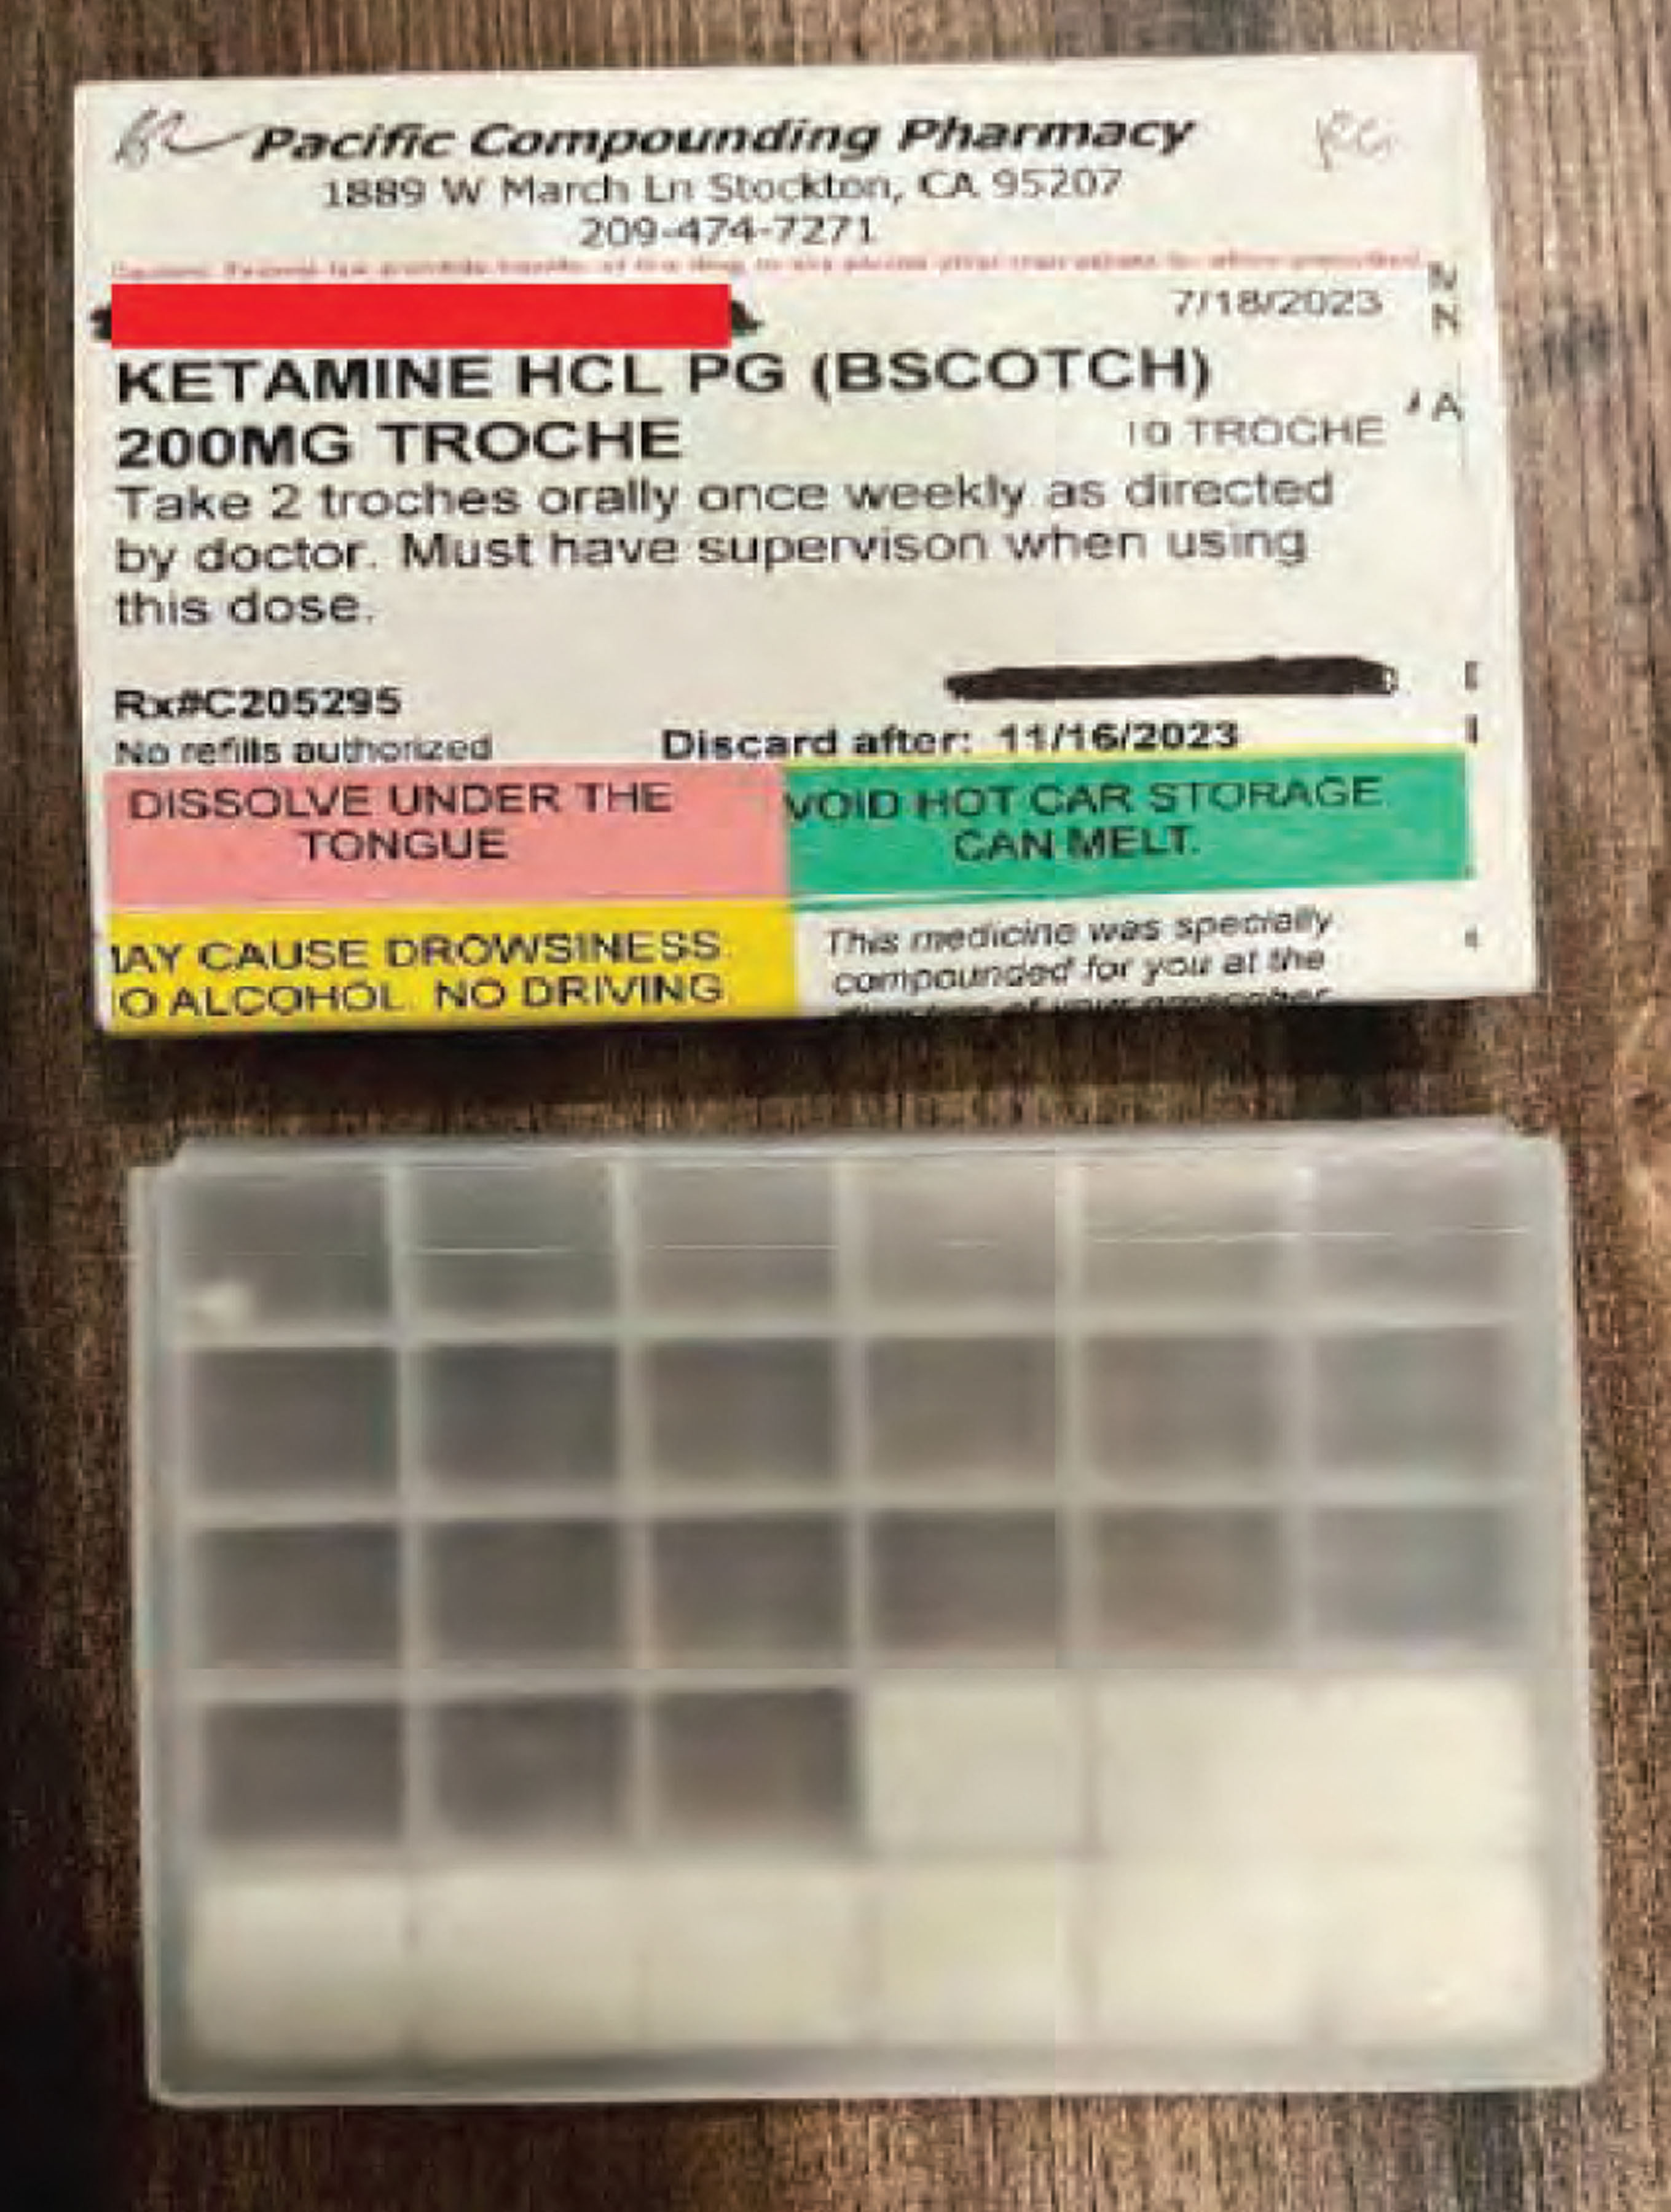 Pacific Compounding Pharmacy
1889 W March Ln Stockton, CA 95207
209-474-7271
7/18/2023
KETAMINE HCL PG (BSCOTCH)
200MG TROCHE
10 TROCHE
Take 2 troches orally once weekly as directed
by doctor. Must have supervison when using
this dose.
Rx#C205295
No refills authorized
Discard after: 11/16/2023
DISSOLVE UNDER THE
TONGUE
VOID HOT CAR STORAGE
CAN MELT.
AY CAUSE DROWSINESS
O ALCOHOL. NO DRIVING
This medicine was specially
compounded for you at the
of your prescriber